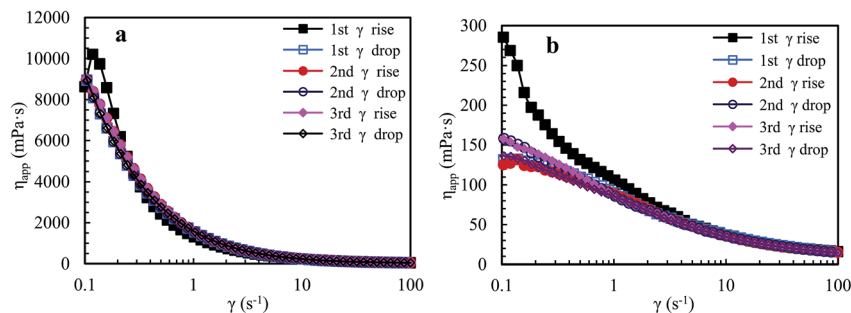 12000
10000
8000
6000
4000
2000
0
η_app (mPa·s)
a
1st γ rise
1st γ drop
2nd γ rise
2nd γ drop
3rd γ rise
3rd γ drop
0.1 1 10 100
γ (s⁻¹)
300
250
200
150
100
50
0
η_app (mPa·s)
b
1st γ rise
1st γ drop
2nd γ rise
2nd γ drop
3rd γ rise
3rd γ drop
0.1 1 10 100
γ (s⁻¹)